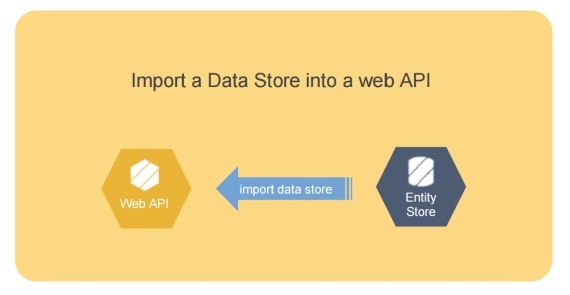 Import a Data Store into a web API
Web API
import data store
Entity
Store